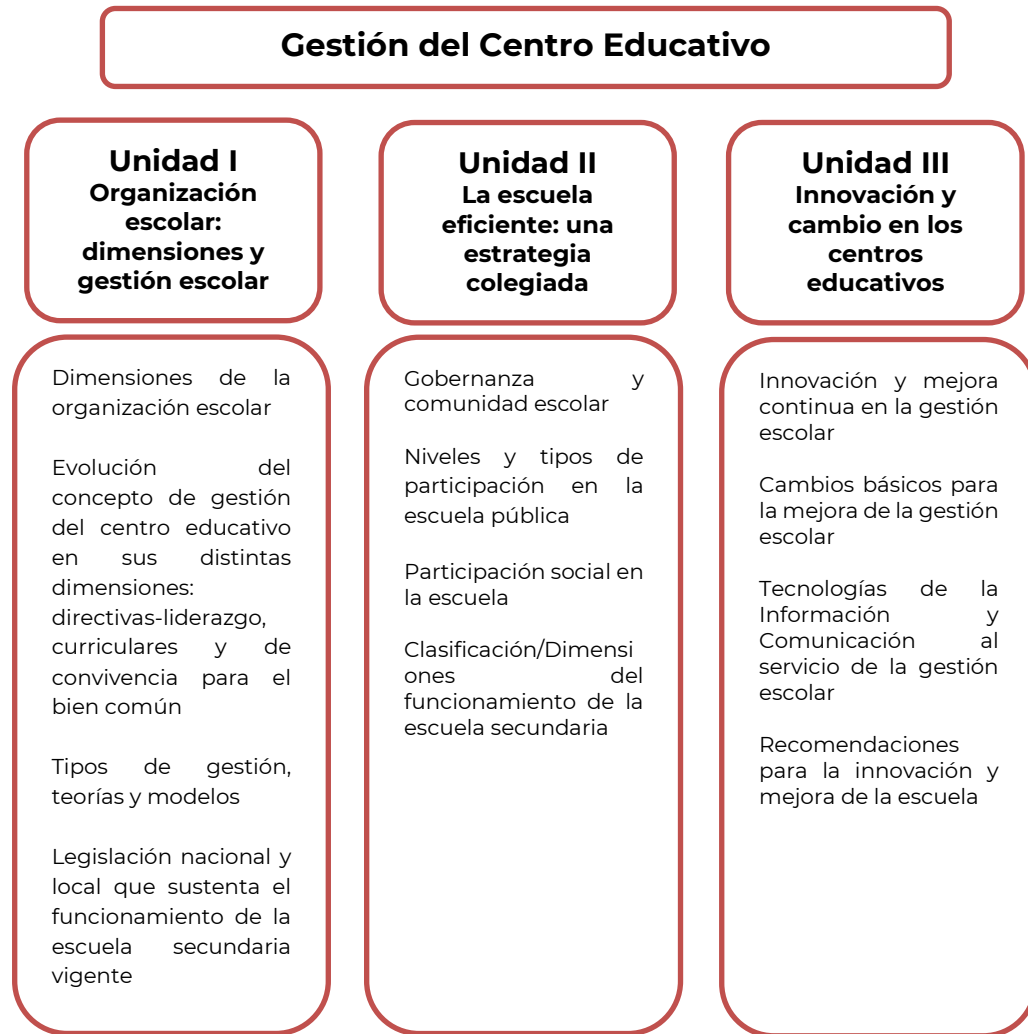 Gestión del Centro Educativo
Unidad I
Organización
escolar:
dimensiones y
gestión escolar
Dimensiones de la
organización escolar
Evolución del
concepto de gestión
del centro educativo
en sus distintas
dimensiones:
directivas-liderazgo,
curriculares y de
convivencia para el
bien común
Tipos de gestión,
teorías y modelos
Legislación nacional y
local que sustenta el
funcionamiento de la
escuela secundaria
vigente
Unidad II
La escuela
eficiente: una
estrategia
colegiada
Gobernanza y
comunidad escolar
Niveles y tipos de
participación en la
escuela pública
Participación social en
la escuela
Clasificación/Dimensi
ones del
funcionamiento de la
escuela secundaria
Unidad III
Innovación y
cambio en los
centros
educativos
Innovación y mejora
continua en la gestión
escolar
Cambios básicos para
la mejora de la gestión
escolar
Tecnologías de la
Información y
Comunicación al
servicio de la gestión
escolar
Recomendaciones
para la innovación y
mejora de la escuela